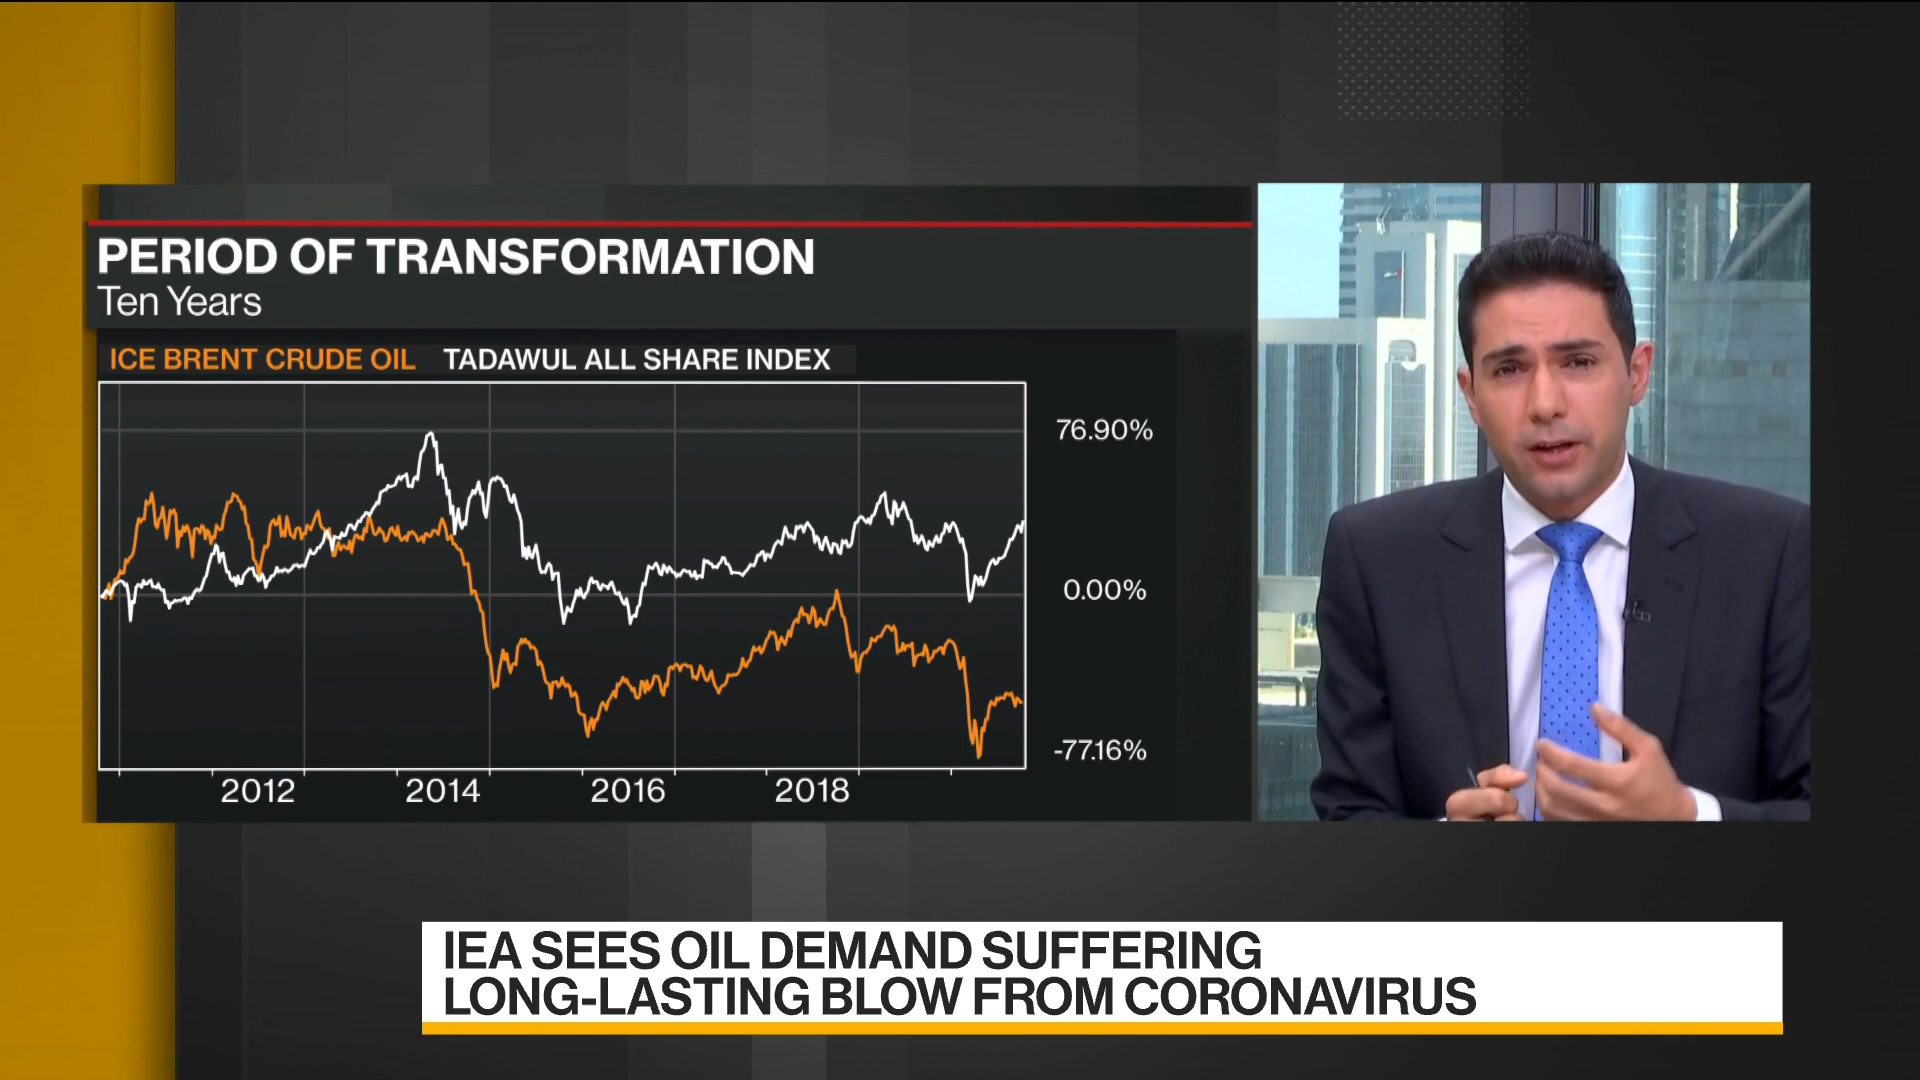 PERIOD OF TRANSFORMATION
Ten Years
ICE BRENT CRUDE OIL TADAWUL ALL SHARE INDEX
76.90%
0.00%
-77.16%
2012 2014 2016 2018
IEA SEES OIL DEMAND SUFFERING
LONG-LASTING BLOW FROM CORONAVIRUS